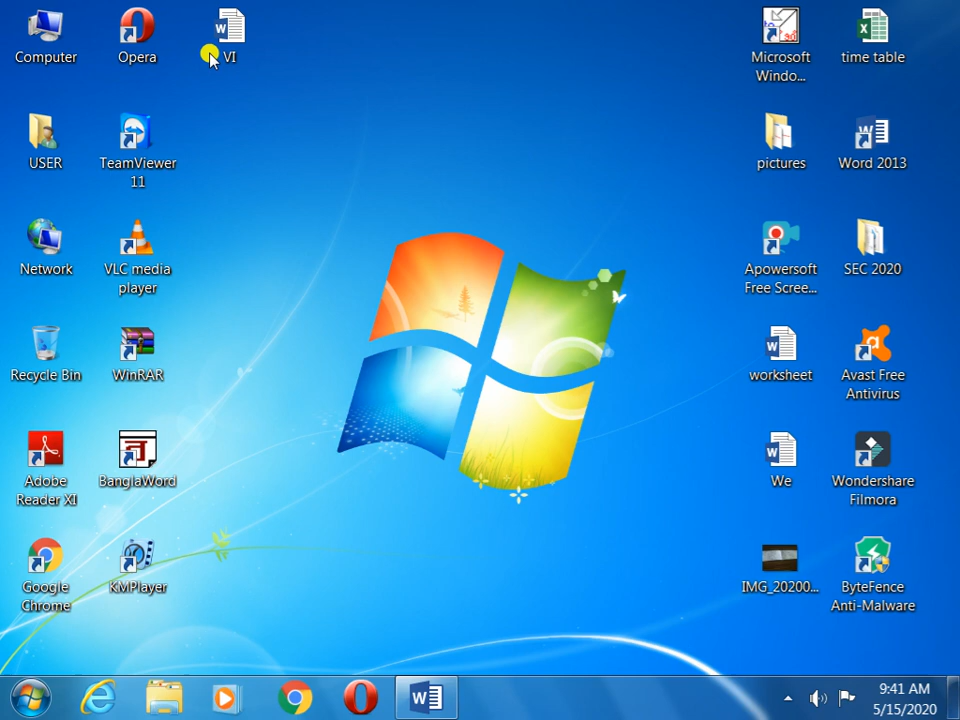 Computer
Opera
VI
Microsoft
Windo...
time table
USER
TeamViewer
11
pictures
Word 2013
Network
VLC media
player
Apowersoft
Free Scree...
SEC 2020
Recycle Bin
WinRAR
worksheet
Avast Free
Antivirus
Adobe
Reader XI
BanglaWord
We
Wondershare
Filmora
Google
Chrome
KMPlayer
IMG_20200...
ByteFence
Anti-Malware
9:41 AM
5/15/2020